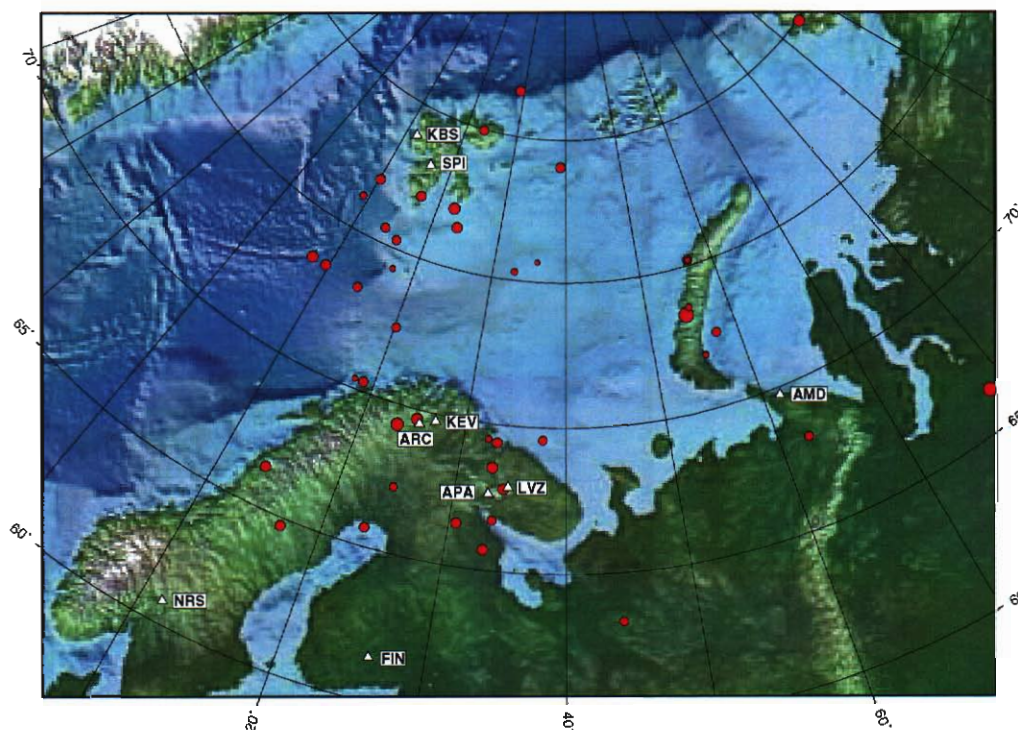 70˚
KBS
SPI
70˚
65˚
AMD
KEV
ARC
APA
LVZ
60˚
NRS
FIN
20˚
40˚
60˚